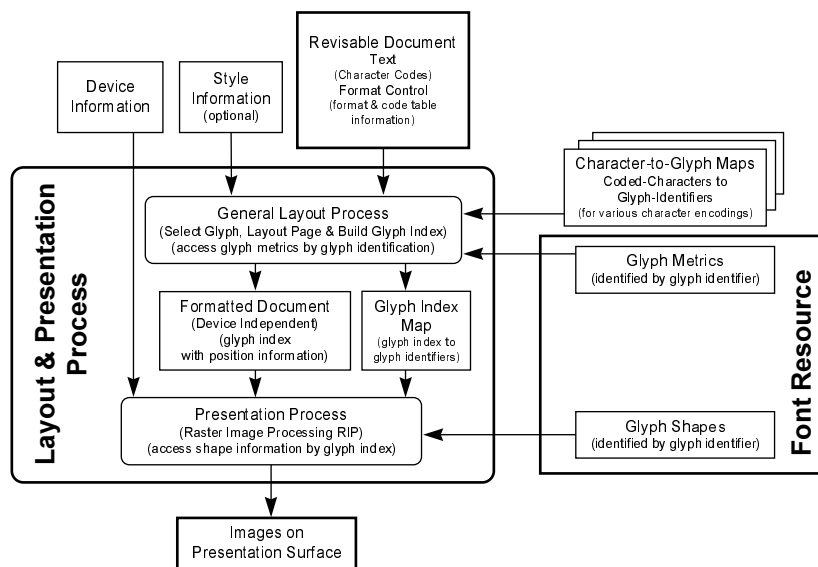 Revisable Document
Text
(Character Codes)
Format Control
(format & code table
information)
Device
Information
Style
Information
(optional)
Character-to-Glyph Maps
Coded-Characters to
Glyph-Identifiers
(for various character encodings)
Layout & Presentation
Process
General Layout Process
(Select Glyph, Layout Page & Build Glyph Index)
(access glyph metrics by glyph identification)
Glyph Metrics
(identified by glyph identifier)
Font Resource
Formatted Document
(Device Independent)
(glyph index
with position information)
Glyph Index
Map
(glyph index to
glyph identifiers)
Presentation Process
(Raster Image Processing RIP)
(access shape information by glyph index)
Glyph Shapes
(identified by glyph identifier)
Images on
Presentation Surface